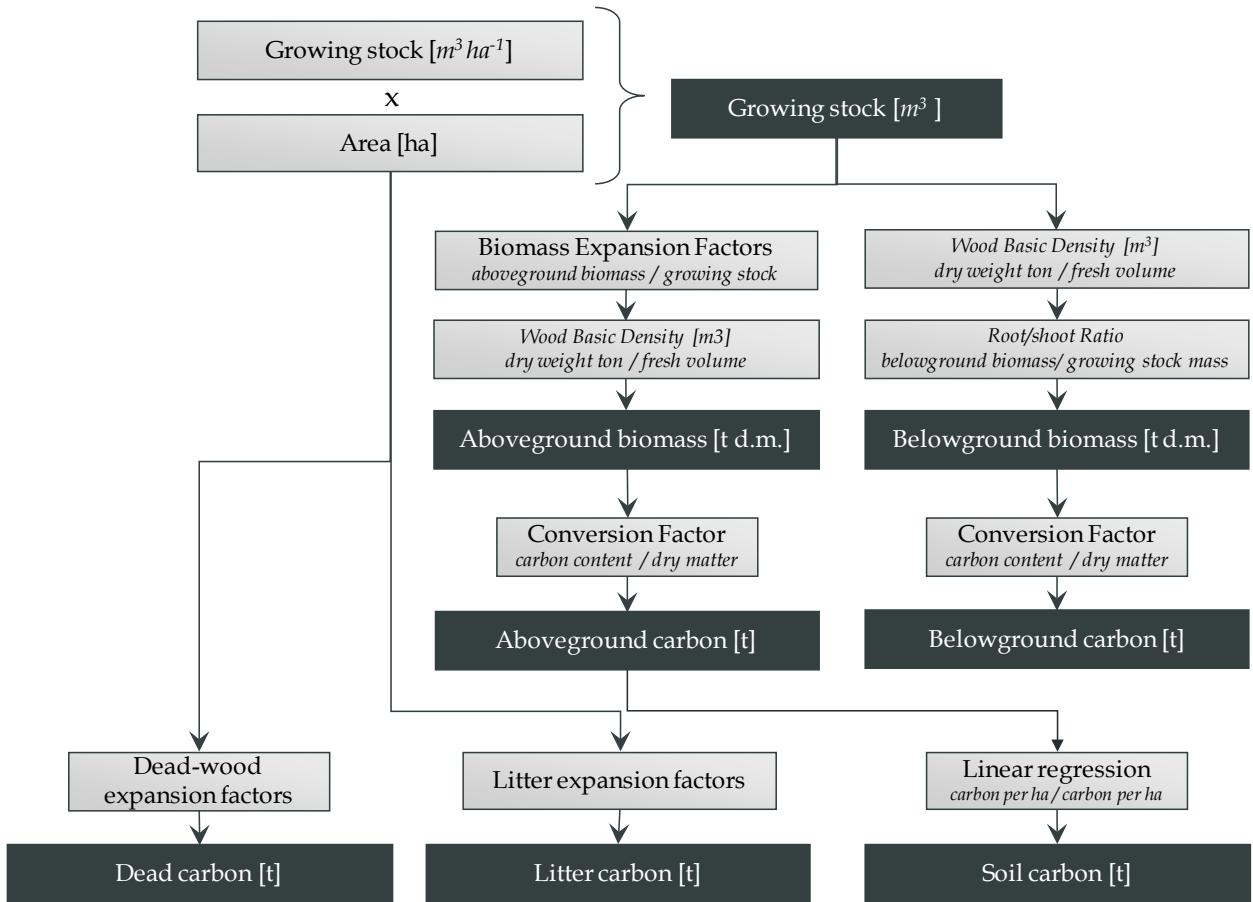 Growing stock [m³ ha⁻¹]
x
Area [ha]
Growing stock [m³ ]
Biomass Expansion Factors
aboveground biomass / growing stock
Wood Basic Density [m³]
dry weight ton / fresh volume
Wood Basic Density [m3]
dry weight ton / fresh volume
Root/shoot Ratio
belowground biomass/ growing stock mass
Aboveground biomass [t d.m.]
Belowground biomass [t d.m.]
Conversion Factor
carbon content / dry matter
Conversion Factor
carbon content / dry matter
Aboveground carbon [t]
Belowground carbon [t]
Dead-wood
expansion factors
Litter expansion factors
Linear regression
carbon per ha / carbon per ha
Dead carbon [t]
Litter carbon [t]
Soil carbon [t]